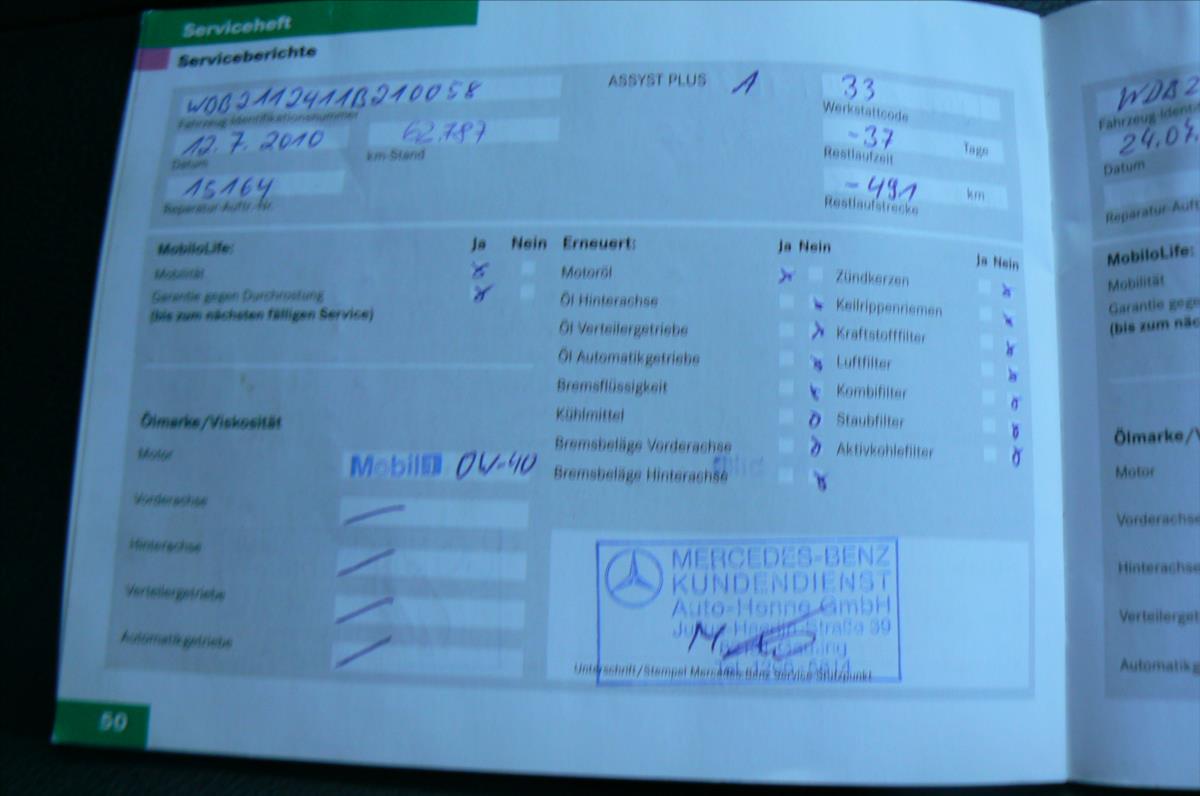 Serviceheft
Serviceberichte
WDB2112411B210058
Fahrzeug-Identifikationsnummer
ASSYST PLUS A
33
Werkstattcode
12.7.2010
Datum
62.787
km-Stand
-37 Tage
Restlaufzeit
15164
Reparatur-Auftr.-Nr.
-491 km
Restlaufstrecke
MobiloLife: Ja Nein
Mobilität
Garantie gegen Durchrostung
(bis zum nächsten fälligen Service)
Erneuert: Ja Nein
Motoröl
Öl Hinterachse
Öl Verteilergetriebe
Öl Automatikgetriebe
Bremsflüssigkeit
Kühlmittel
Bremsbeläge Vorderachse
Bremsbeläge Hinterachse
Ja Nein
Zündkerzen
Keilrippenriemen
Kraftstofffilter
Luftfilter
Kombifilter
Staubfilter
Aktivkohlefilter
Ölmarke/Viskosität
Motor Mobil 1 0W-40
Vorderachse
Hinterachse
Verteilergetriebe
Automatikgetriebe
MERCEDES-BENZ
KUNDENDIENST
Auto-Henne GmbH
Straße 39
Unterschrift/Stempel Mercedes-Benz Service Stützpunkt
50
WDB2
Fahrzeug-Identi
24.07.
Datum
Reparatur-Auft
MobiloLife:
Mobilität
Garantie gege
(bis zum näc
Ölmarke/V
Motor
Vorderachse
Hinterachse
Verteilerget
Automatikg